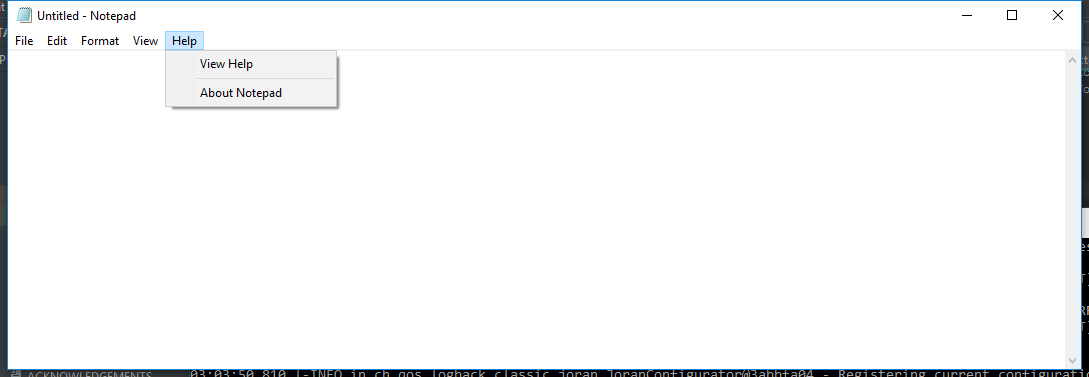 Untitled - Notepad
File Edit Format View Help
View Help
About Notepad
ACKNOWLEDGEMENTS 03:03:50,810 |-INFO in ch.qos.logback.classic.joran.JoranConfigurator@3abbfa04 - Registering current configurati